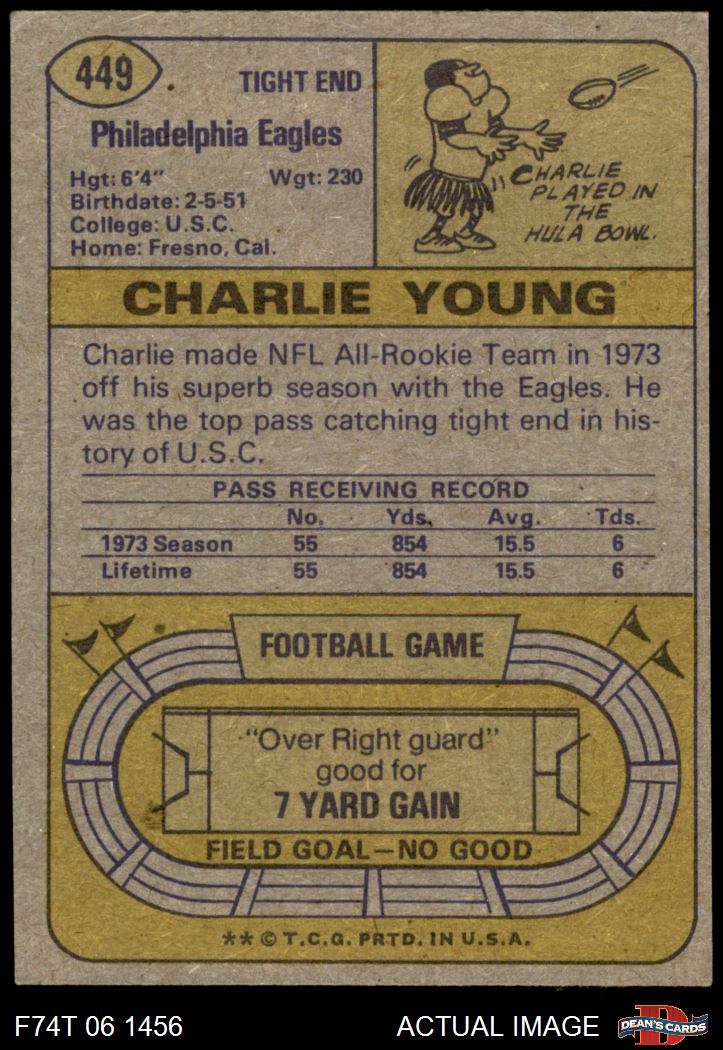 449
TIGHT END
Philadelphia Eagles
Hgt: 6'4" Wgt: 230
Birthdate: 2-5-51
College: U.S.C.
Home: Fresno, Cal.
CHARLIE
PLAYED IN
THE
HULA BOWL.
CHARLIE YOUNG
Charlie made NFL All-Rookie Team in 1973
off his superb season with the Eagles. He
was the top pass catching tight end in his-
tory of U.S.C.
PASS RECEIVING RECORD
No. Yds. Avg. Tds.
1973 Season 55 854 15.5 6
Lifetime 55 854 15.5 6
FOOTBALL GAME
"Over Right guard"
good for
7 YARD GAIN
FIELD GOAL—NO GOOD
** © T.C.G. PRTD. IN U.S.A.
F74T 06 1456 ACTUAL IMAGE
D
DEAN'S CARDS